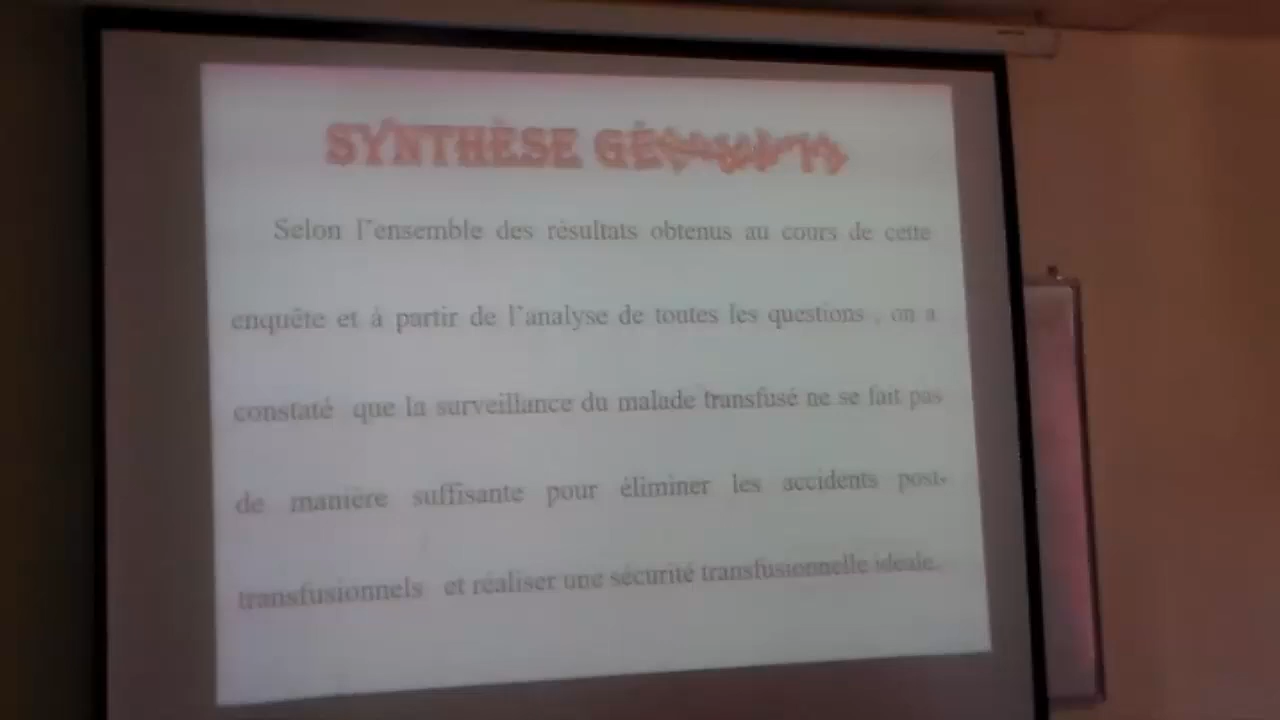 SYNTHÈSE
Selon l'ensemble des résultats obtenus au cours de cette
enquête et à partir de l'analyse de toutes les questions , on a
constaté que la surveillance du malade transfusé ne se fait pas
de manière suffisante pour éliminer les accidents post-
transfusionnels et réaliser une sécurité transfusionnelle ideale.